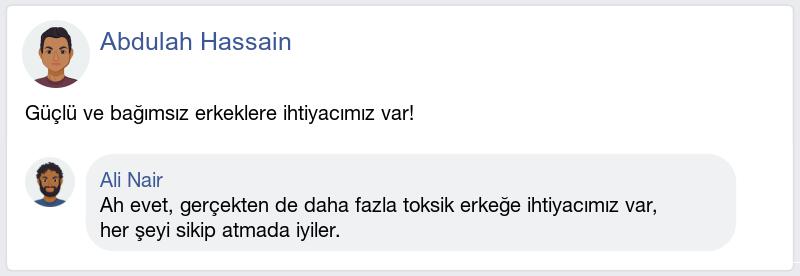 Abdulah Hassain
Güçlü ve bağımsız erkeklere ihtiyacımız var!
Ali Nair
Ah evet, gerçekten de daha fazla toksik erkeğe ihtiyacımız var,
her şeyi sikip atmada iyiler.